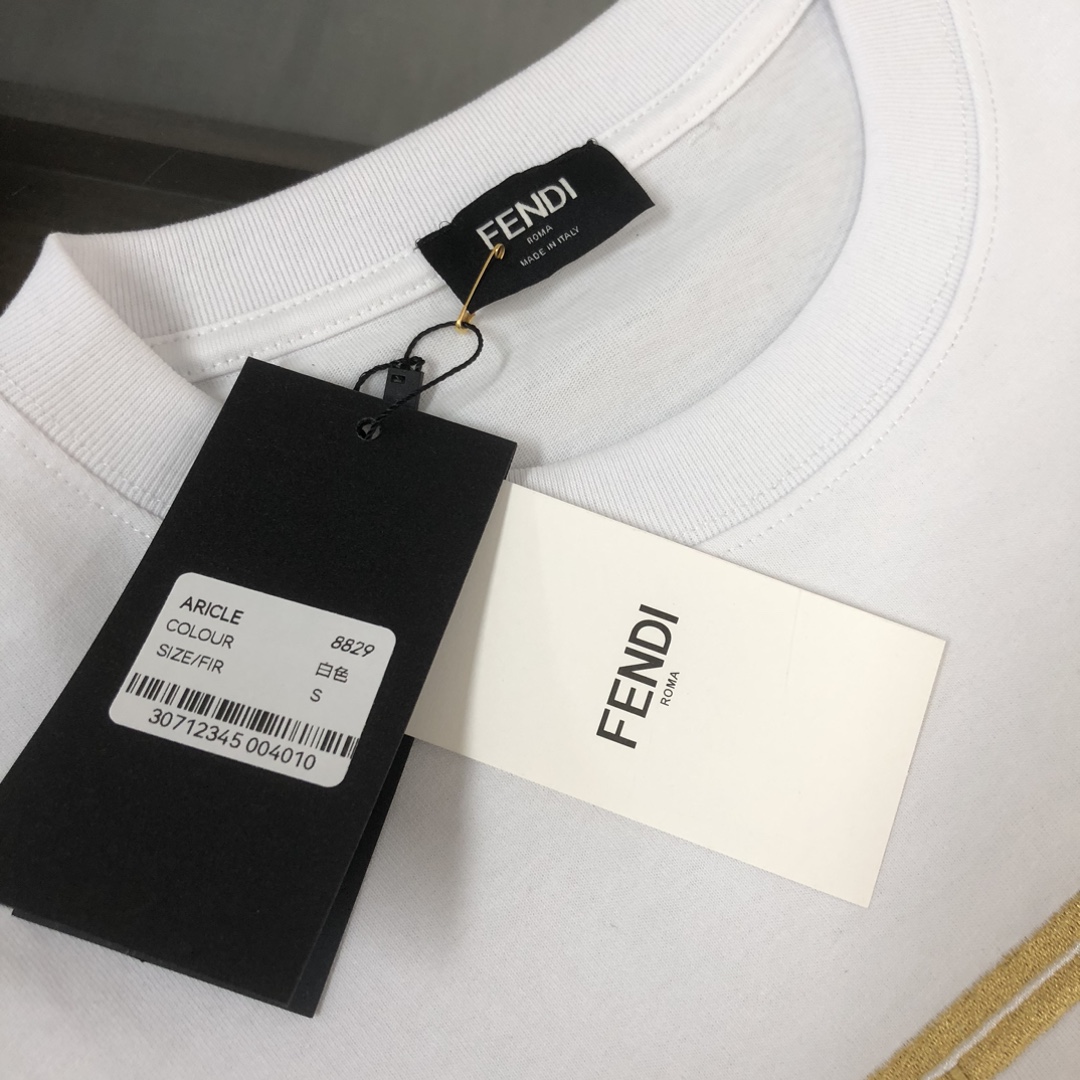 FENDI
ROMA
MADE IN ITALY
ARICLE 8829
COLOUR 白色
SIZE/FIR S
30712345 004010
FENDI
ROMA